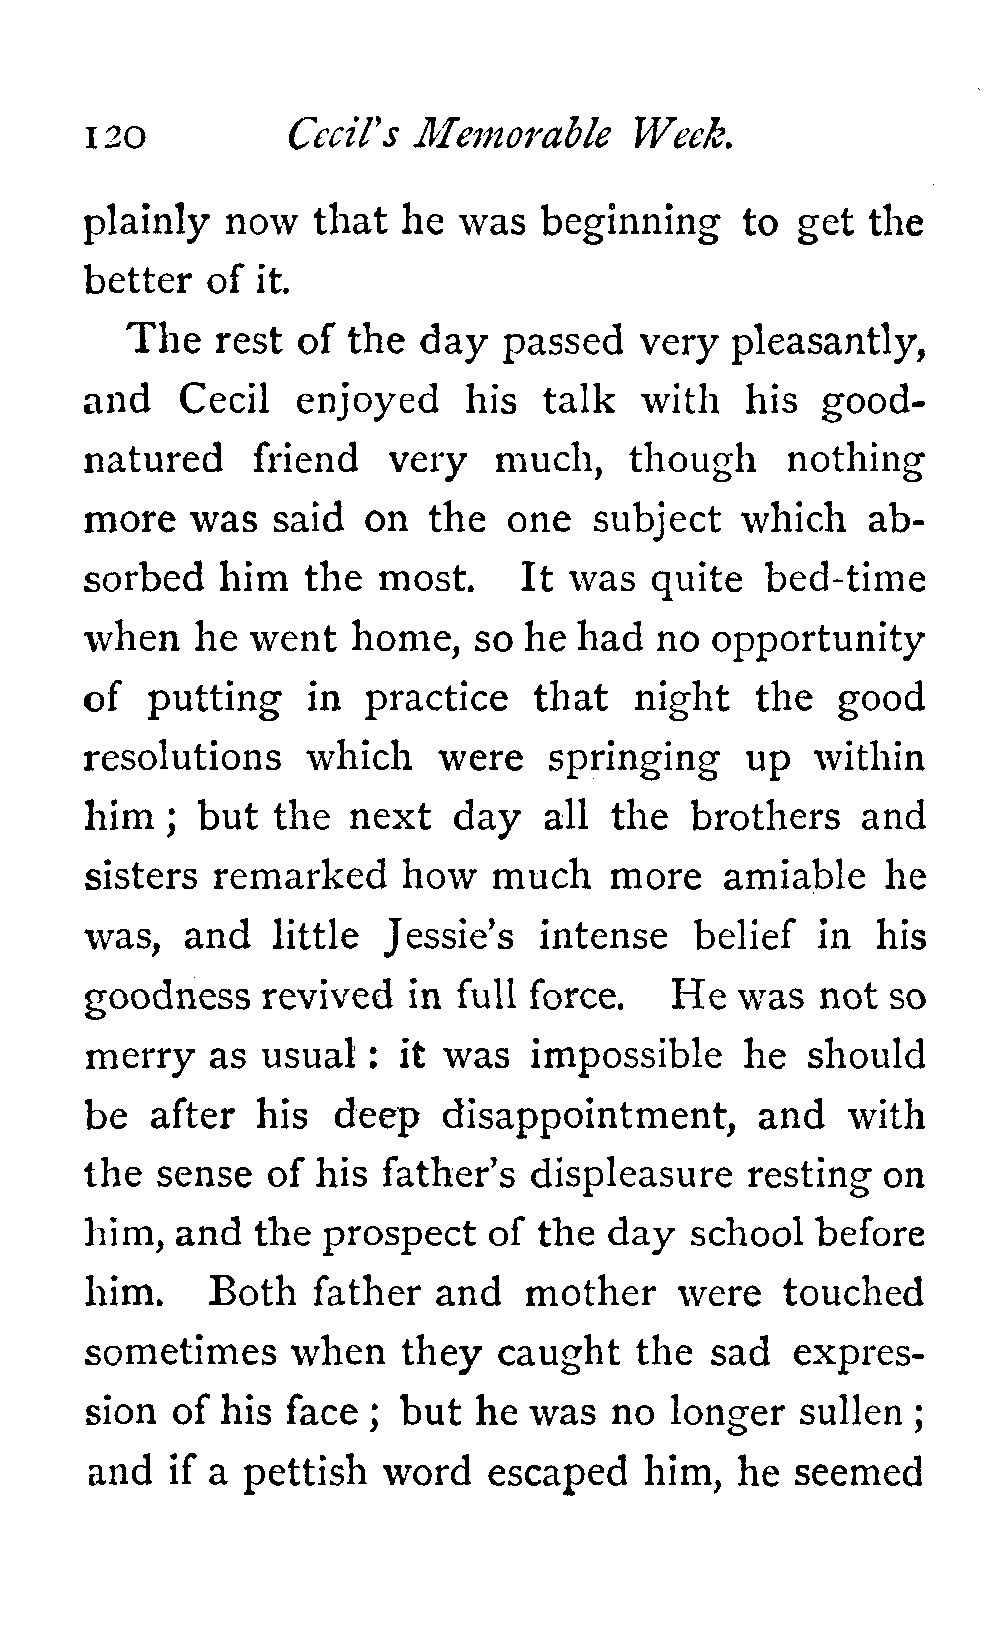 120 Cecil's Memorable Week.
plainly now that he was beginning to get the
better of it.
The rest of the day passed very pleasantly,
and Cecil enjoyed his talk with his good-
natured friend very much, though nothing
more was said on the one subject which ab-
sorbed him the most. It was quite bed-time
when he went home, so he had no opportunity
of putting in practice that night the good
resolutions which were springing up within
him ; but the next day all the brothers and
sisters remarked how much more amiable he
was, and little Jessie's intense belief in his
goodness revived in full force. He was not so
merry as usual : it was impossible he should
be after his deep disappointment, and with
the sense of his father's displeasure resting on
him, and the prospect of the day school before
him. Both father and mother were touched
sometimes when they caught the sad expres-
sion of his face ; but he was no longer sullen ;
and if a pettish word escaped him, he seemed